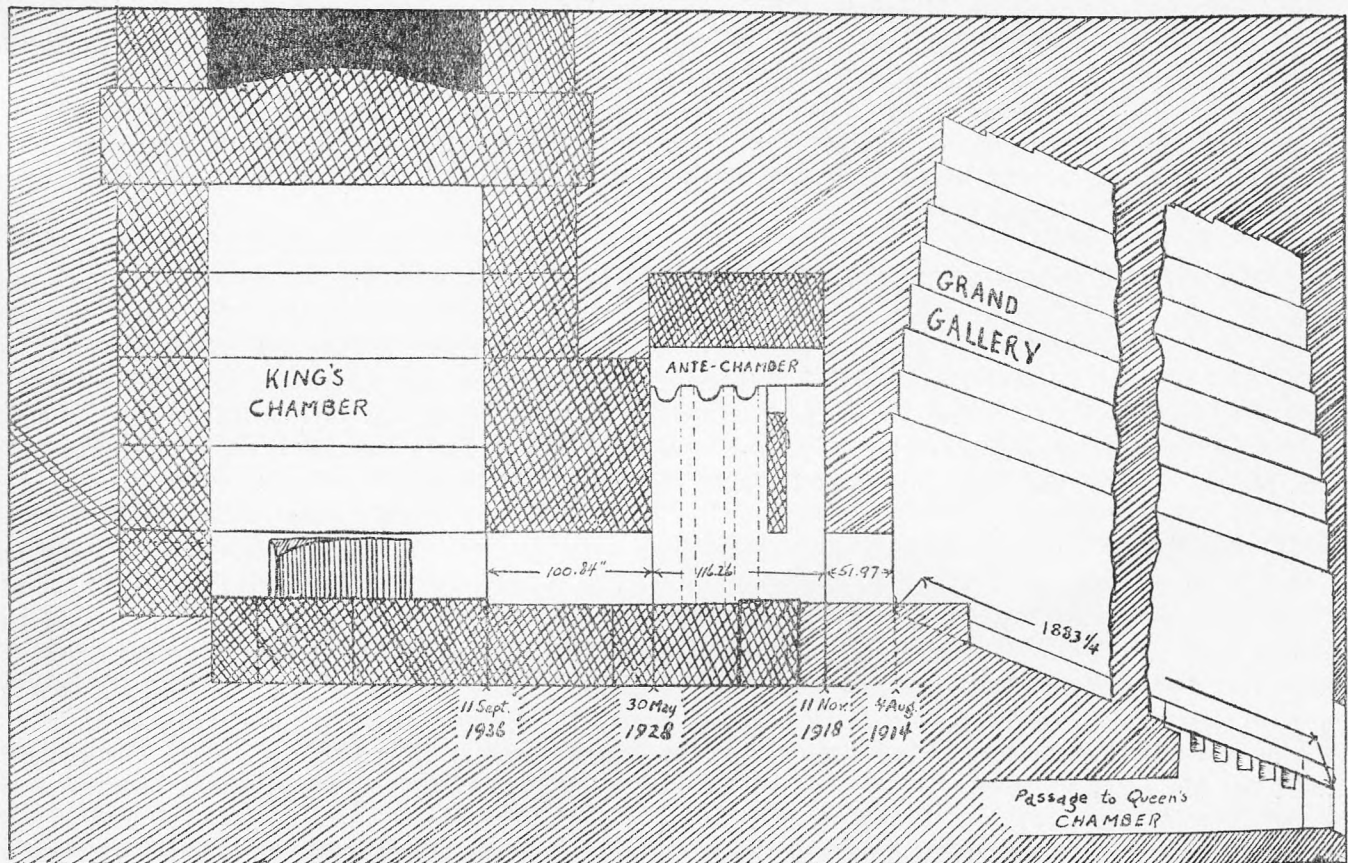 KING'S
CHAMBER
ANTE-CHAMBER
GRAND
GALLERY
100.84"
116.26
51.97
1883 1/4
11 Sept.
1936
30 May
1928
11 Nov.
1918
4 Aug.
1914
Passage to Queen's
CHAMBER